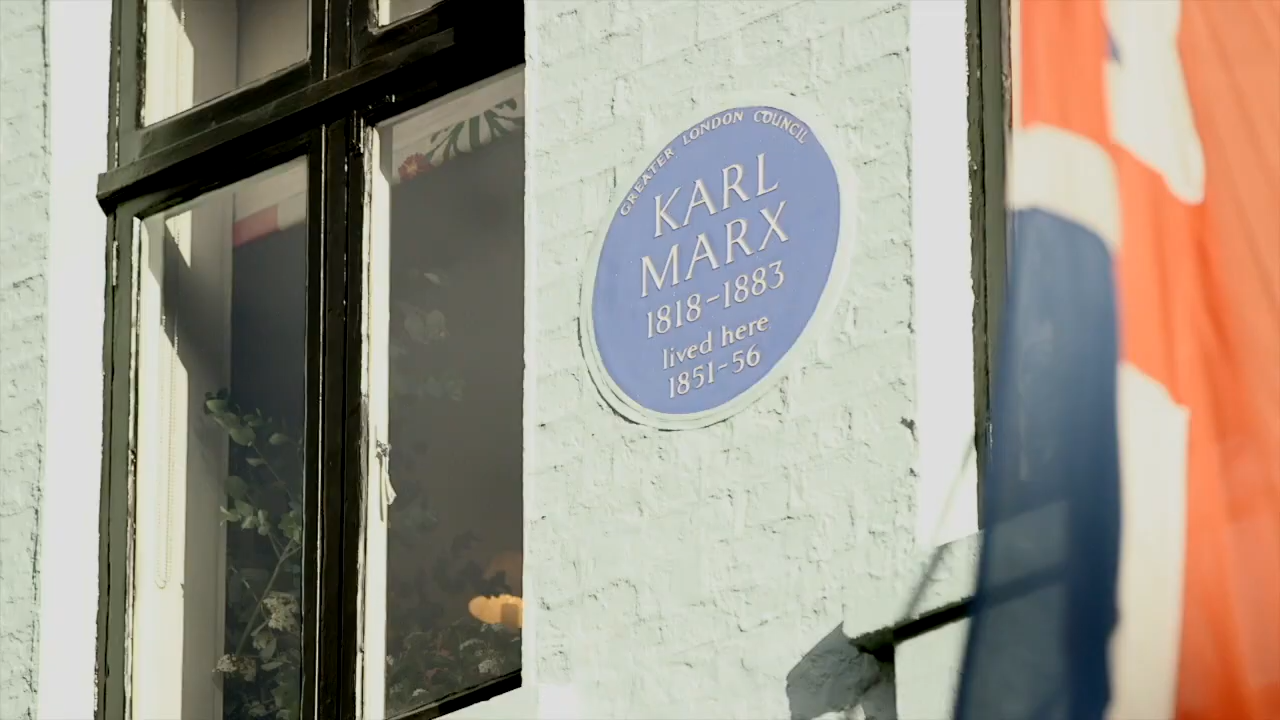 GREATER LONDON COUNCIL
KARL
MARX
1818-1883
lived here
1851-56